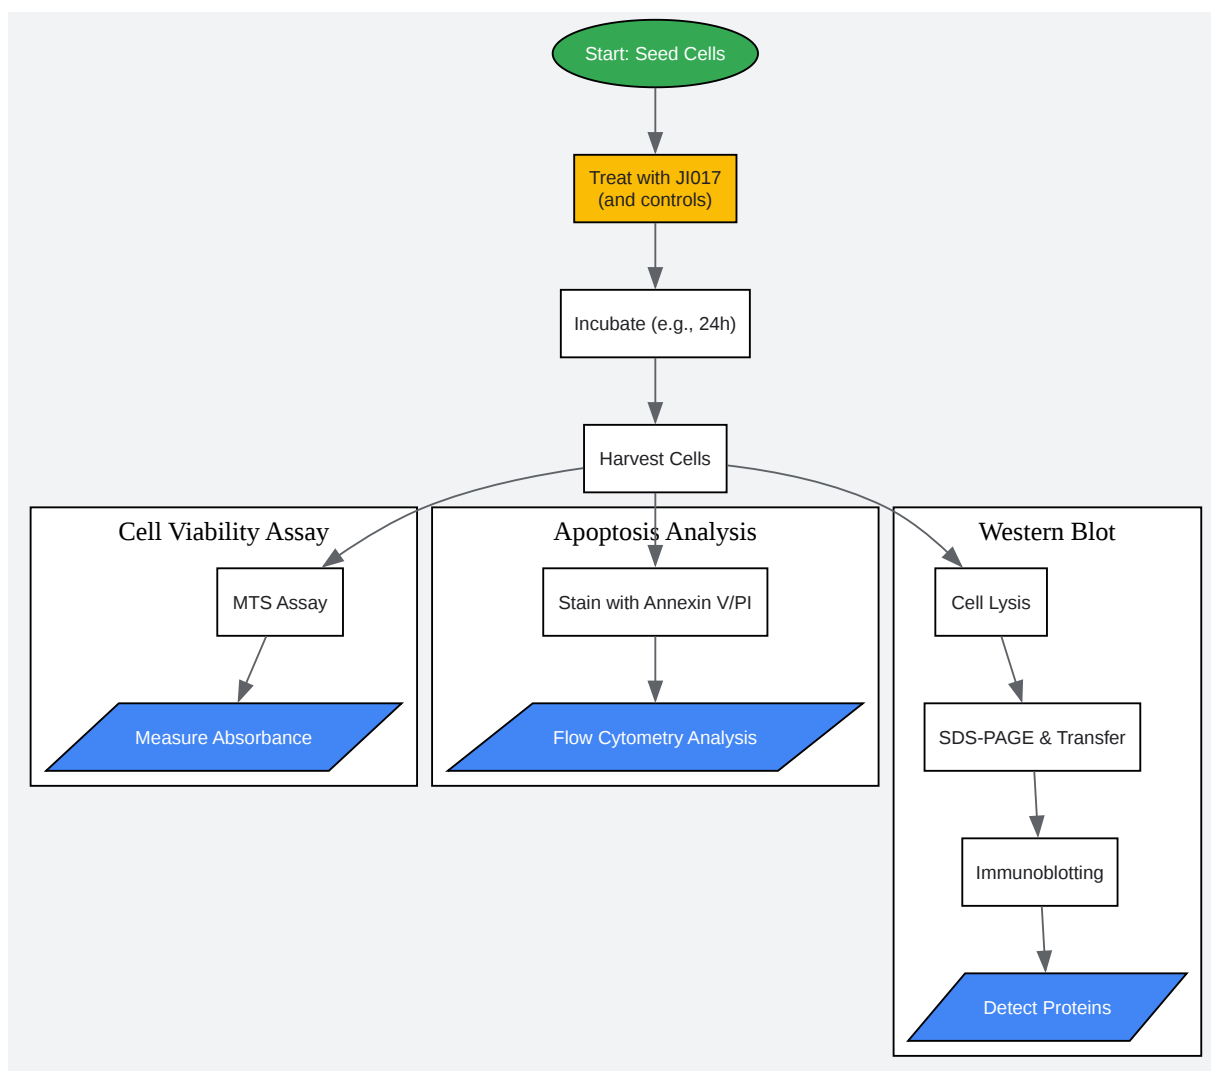 Start: Seed Cells
Treat with JI017
(and controls)
Incubate (e.g., 24h)
Harvest Cells
Cell Viability Assay
MTS Assay
Measure Absorbance
Apoptosis Analysis
Stain with Annexin V/PI
Flow Cytometry Analysis
Western Blot
Cell Lysis
SDS-PAGE & Transfer
Immunoblotting
Detect Proteins